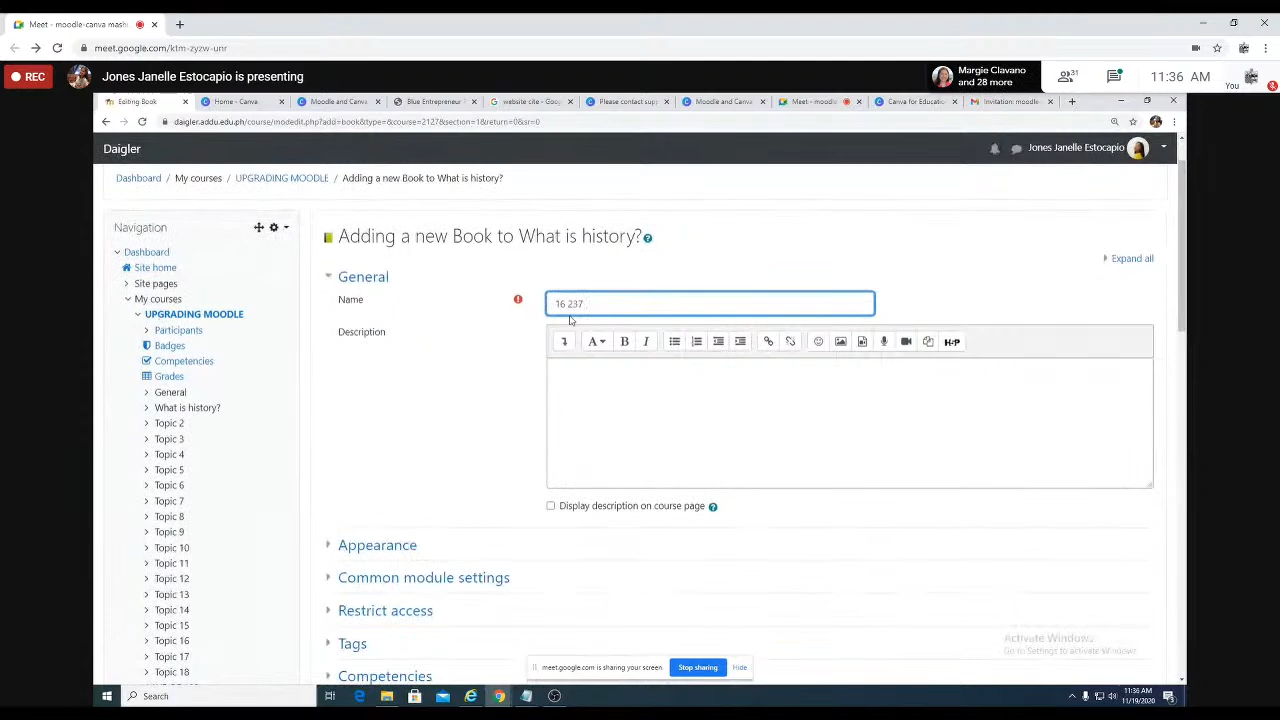 Meet - moodle-canva mash
meet.google.com/ktm-zyzw-unr
REC
Jones Janelle Estocapio is presenting
Margie Clavano
and 28 more
31
11:36 AM
You
Editing Book
Home - Canva
Moodle and Canva
Blue Entrepreneur
website cite - Goog
Please contact supp
Moodle and Canva
Meet - moodl
Canva for Educatio
Invitation: moodle
daigler.addu.edu.ph/course/modedit.php?add=book&type=&course=2127&section=1&return=0&sr=0
Daigler
Jones Janelle Estocapio
Dashboard / My courses / UPGRADING MOODLE / Adding a new Book to What is history?
Navigation
Dashboard
Site home
Site pages
My courses
UPGRADING MOODLE
Participants
Badges
Competencies
Grades
General
What is history?
Topic 2
Topic 3
Topic 4
Topic 5
Topic 6
Topic 7
Topic 8
Topic 9
Topic 10
Topic 11
Topic 12
Topic 13
Topic 14
Topic 15
Topic 16
Topic 17
Topic 18
Adding a new Book to What is history?
Expand all
General
Name
16 237
Description
A B I
H5P
Display description on course page
Appearance
Common module settings
Restrict access
Tags
Competencies
Activate Windows
Go to Settings to activate Windows.
meet.google.com is sharing your screen.
Stop sharing
Hide
Search
11:36 AM
11/19/2020
3